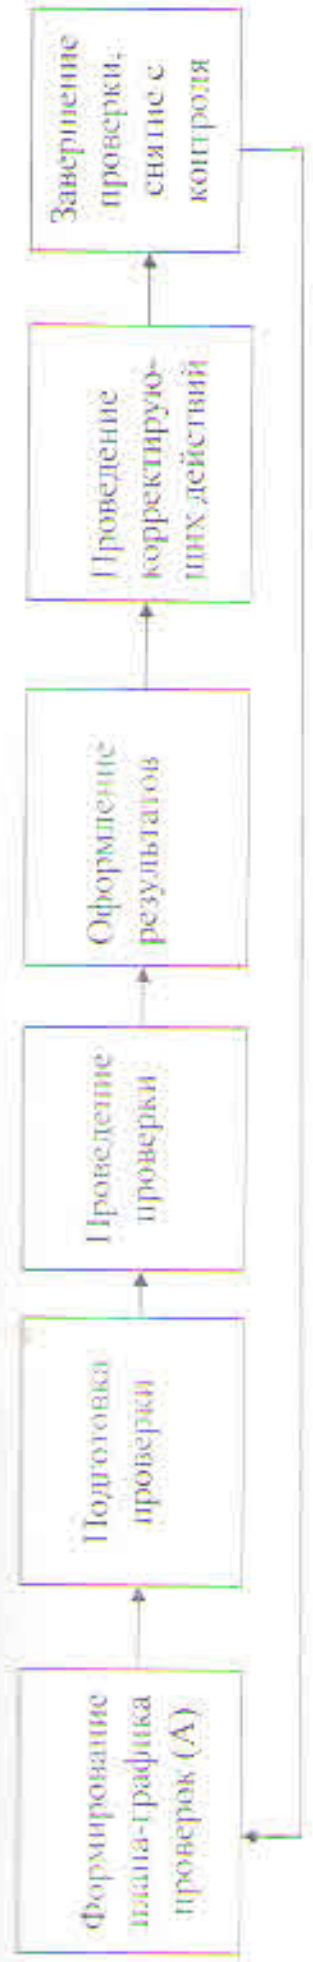 Формирование
плана-графика
проверок (А)
Подготовка
проверки
Проведение
проверки
Оформление
результатов
Проведение
корректирую-
щих действий
Завершение
проверки,
снятие с
контроля